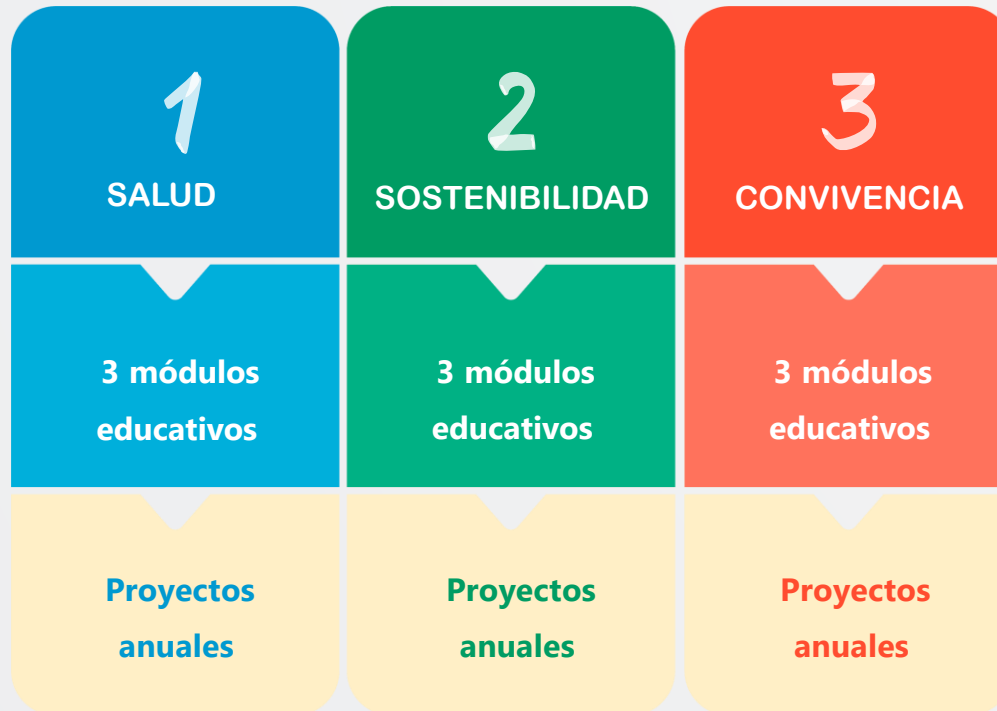 1
SALUD
3 módulos
educativos
Proyectos
anuales
2
SOSTENIBILIDAD
3 módulos
educativos
Proyectos
anuales
3
CONVIVENCIA
3 módulos
educativos
Proyectos
anuales